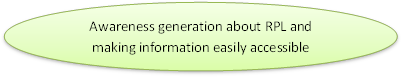 Awareness generation about RPL and
making information easily accessible